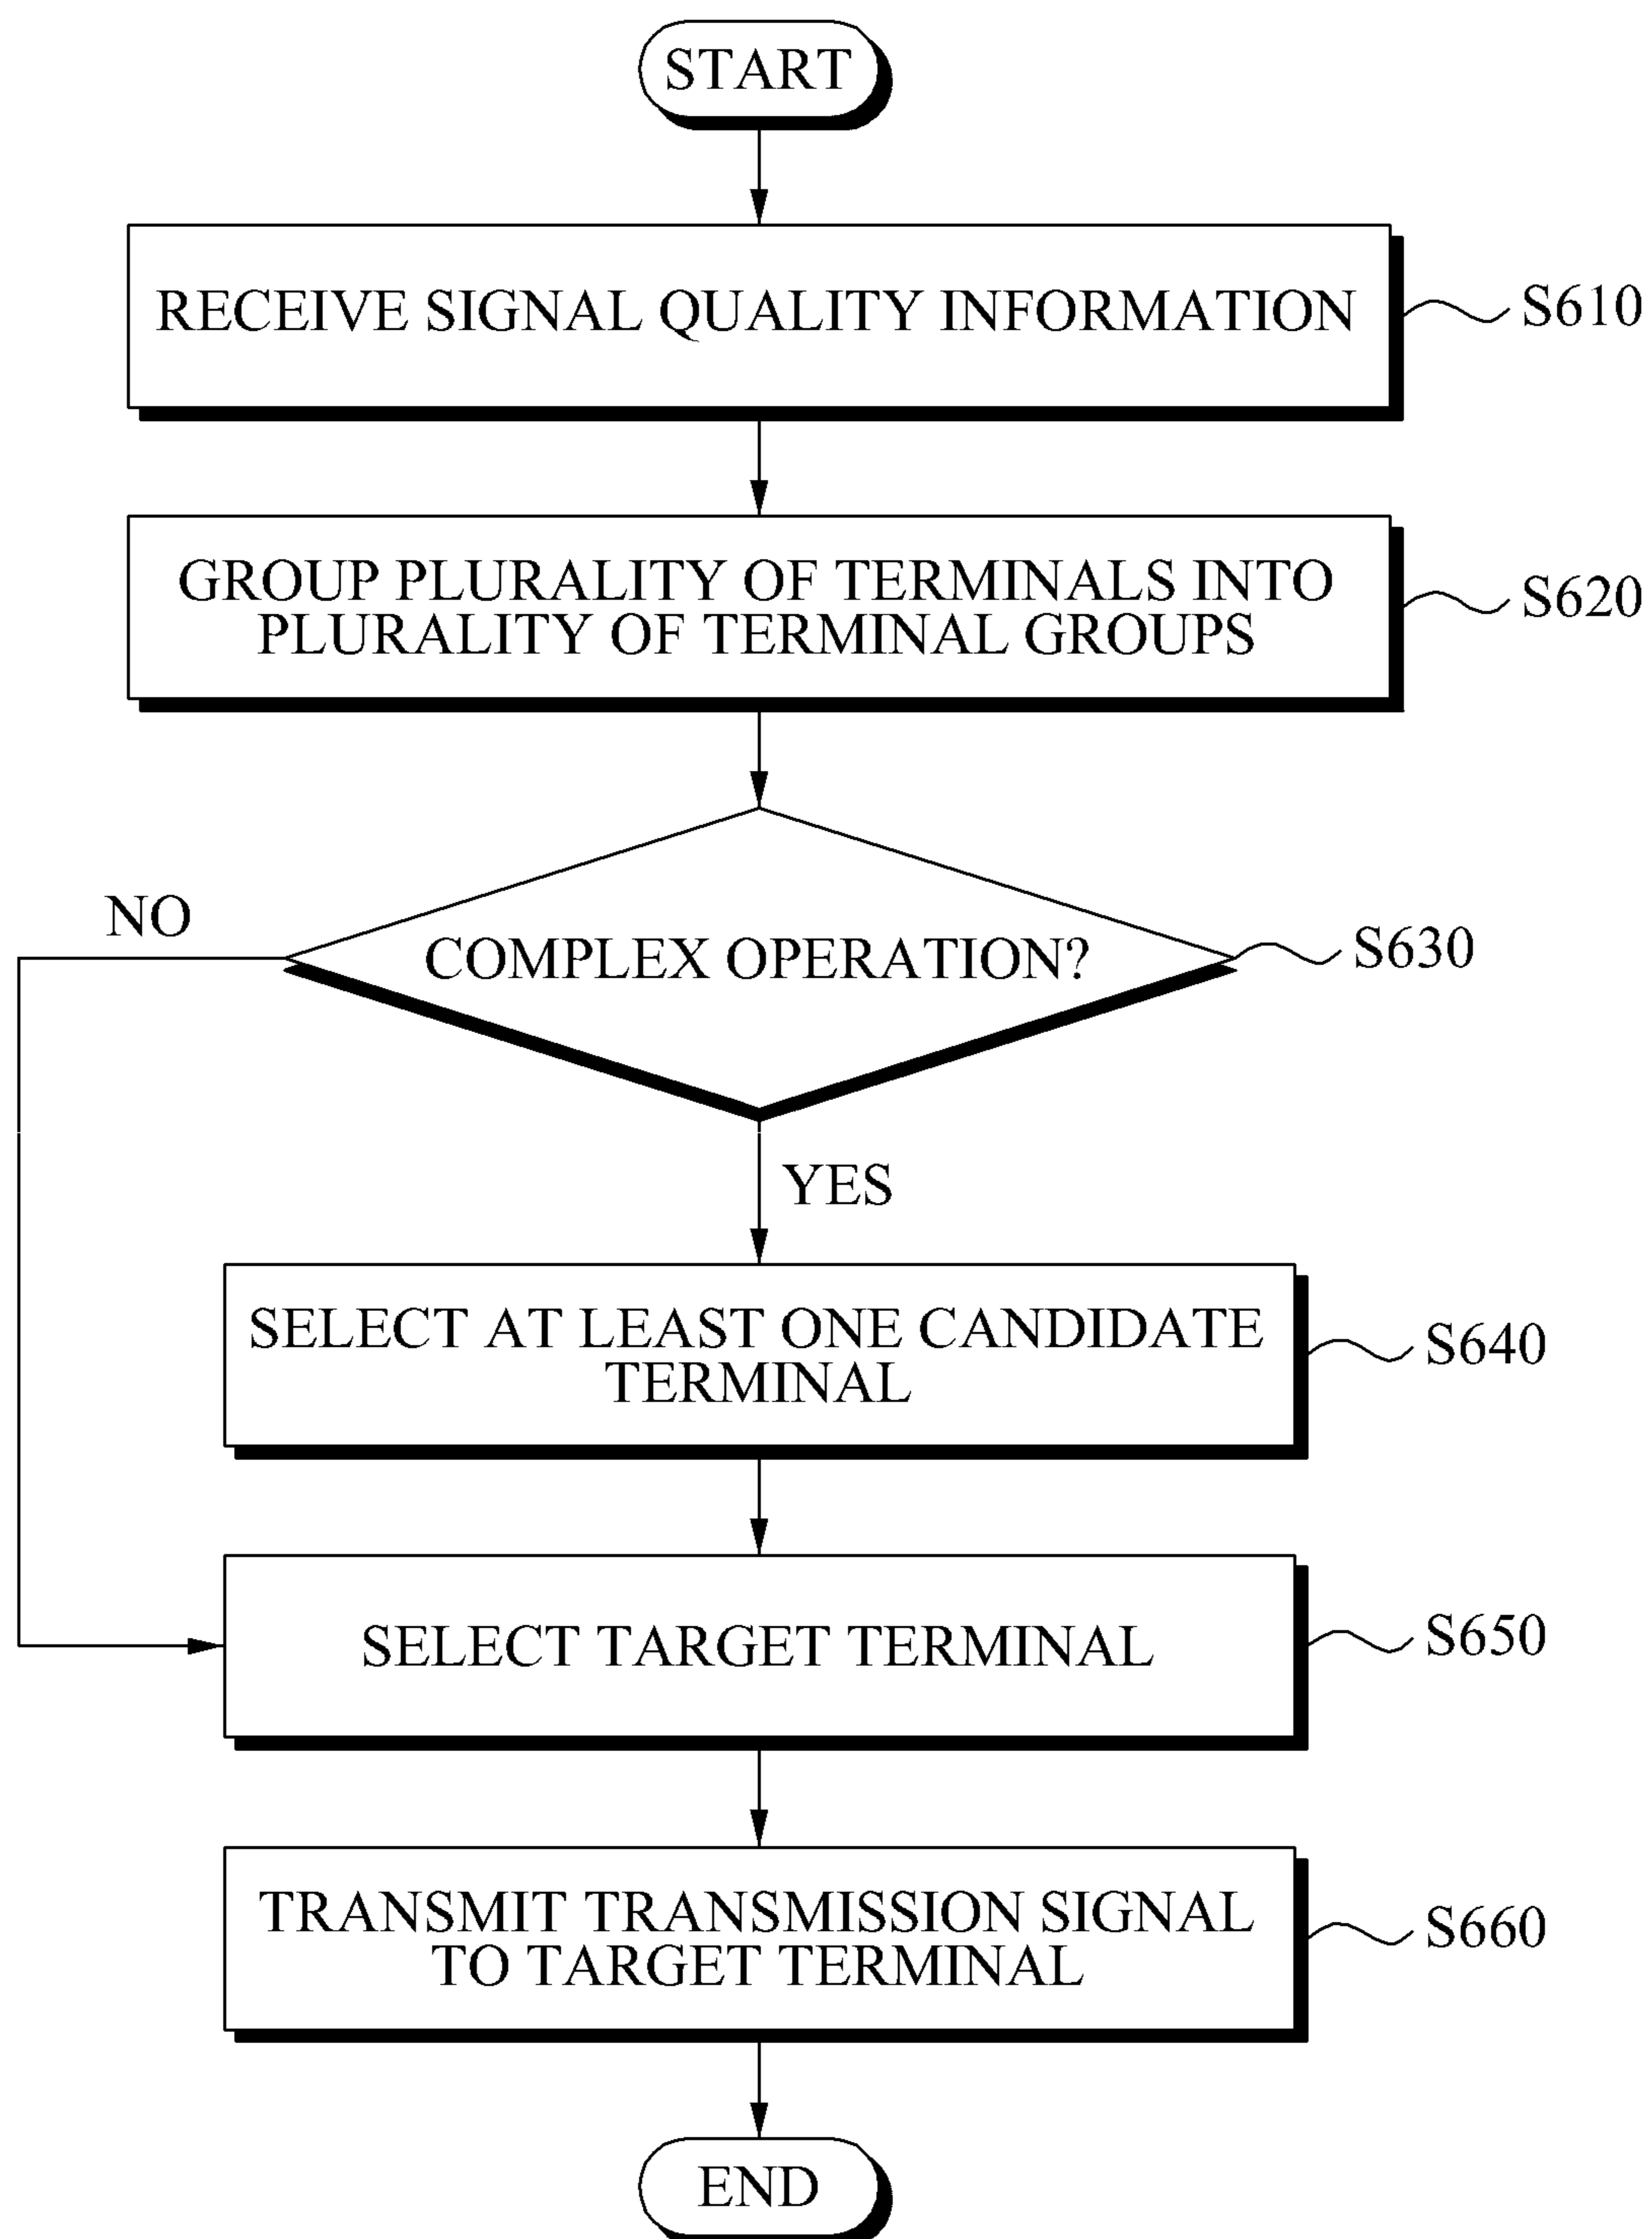 START
RECEIVE SIGNAL QUALITY INFORMATION
S610
GROUP PLURALITY OF TERMINALS INTO
PLURALITY OF TERMINAL GROUPS
S620
NO
COMPLEX OPERATION?
S630
YES
SELECT AT LEAST ONE CANDIDATE
TERMINAL
S640
SELECT TARGET TERMINAL
S650
TRANSMIT TRANSMISSION SIGNAL
TO TARGET TERMINAL
S660
END